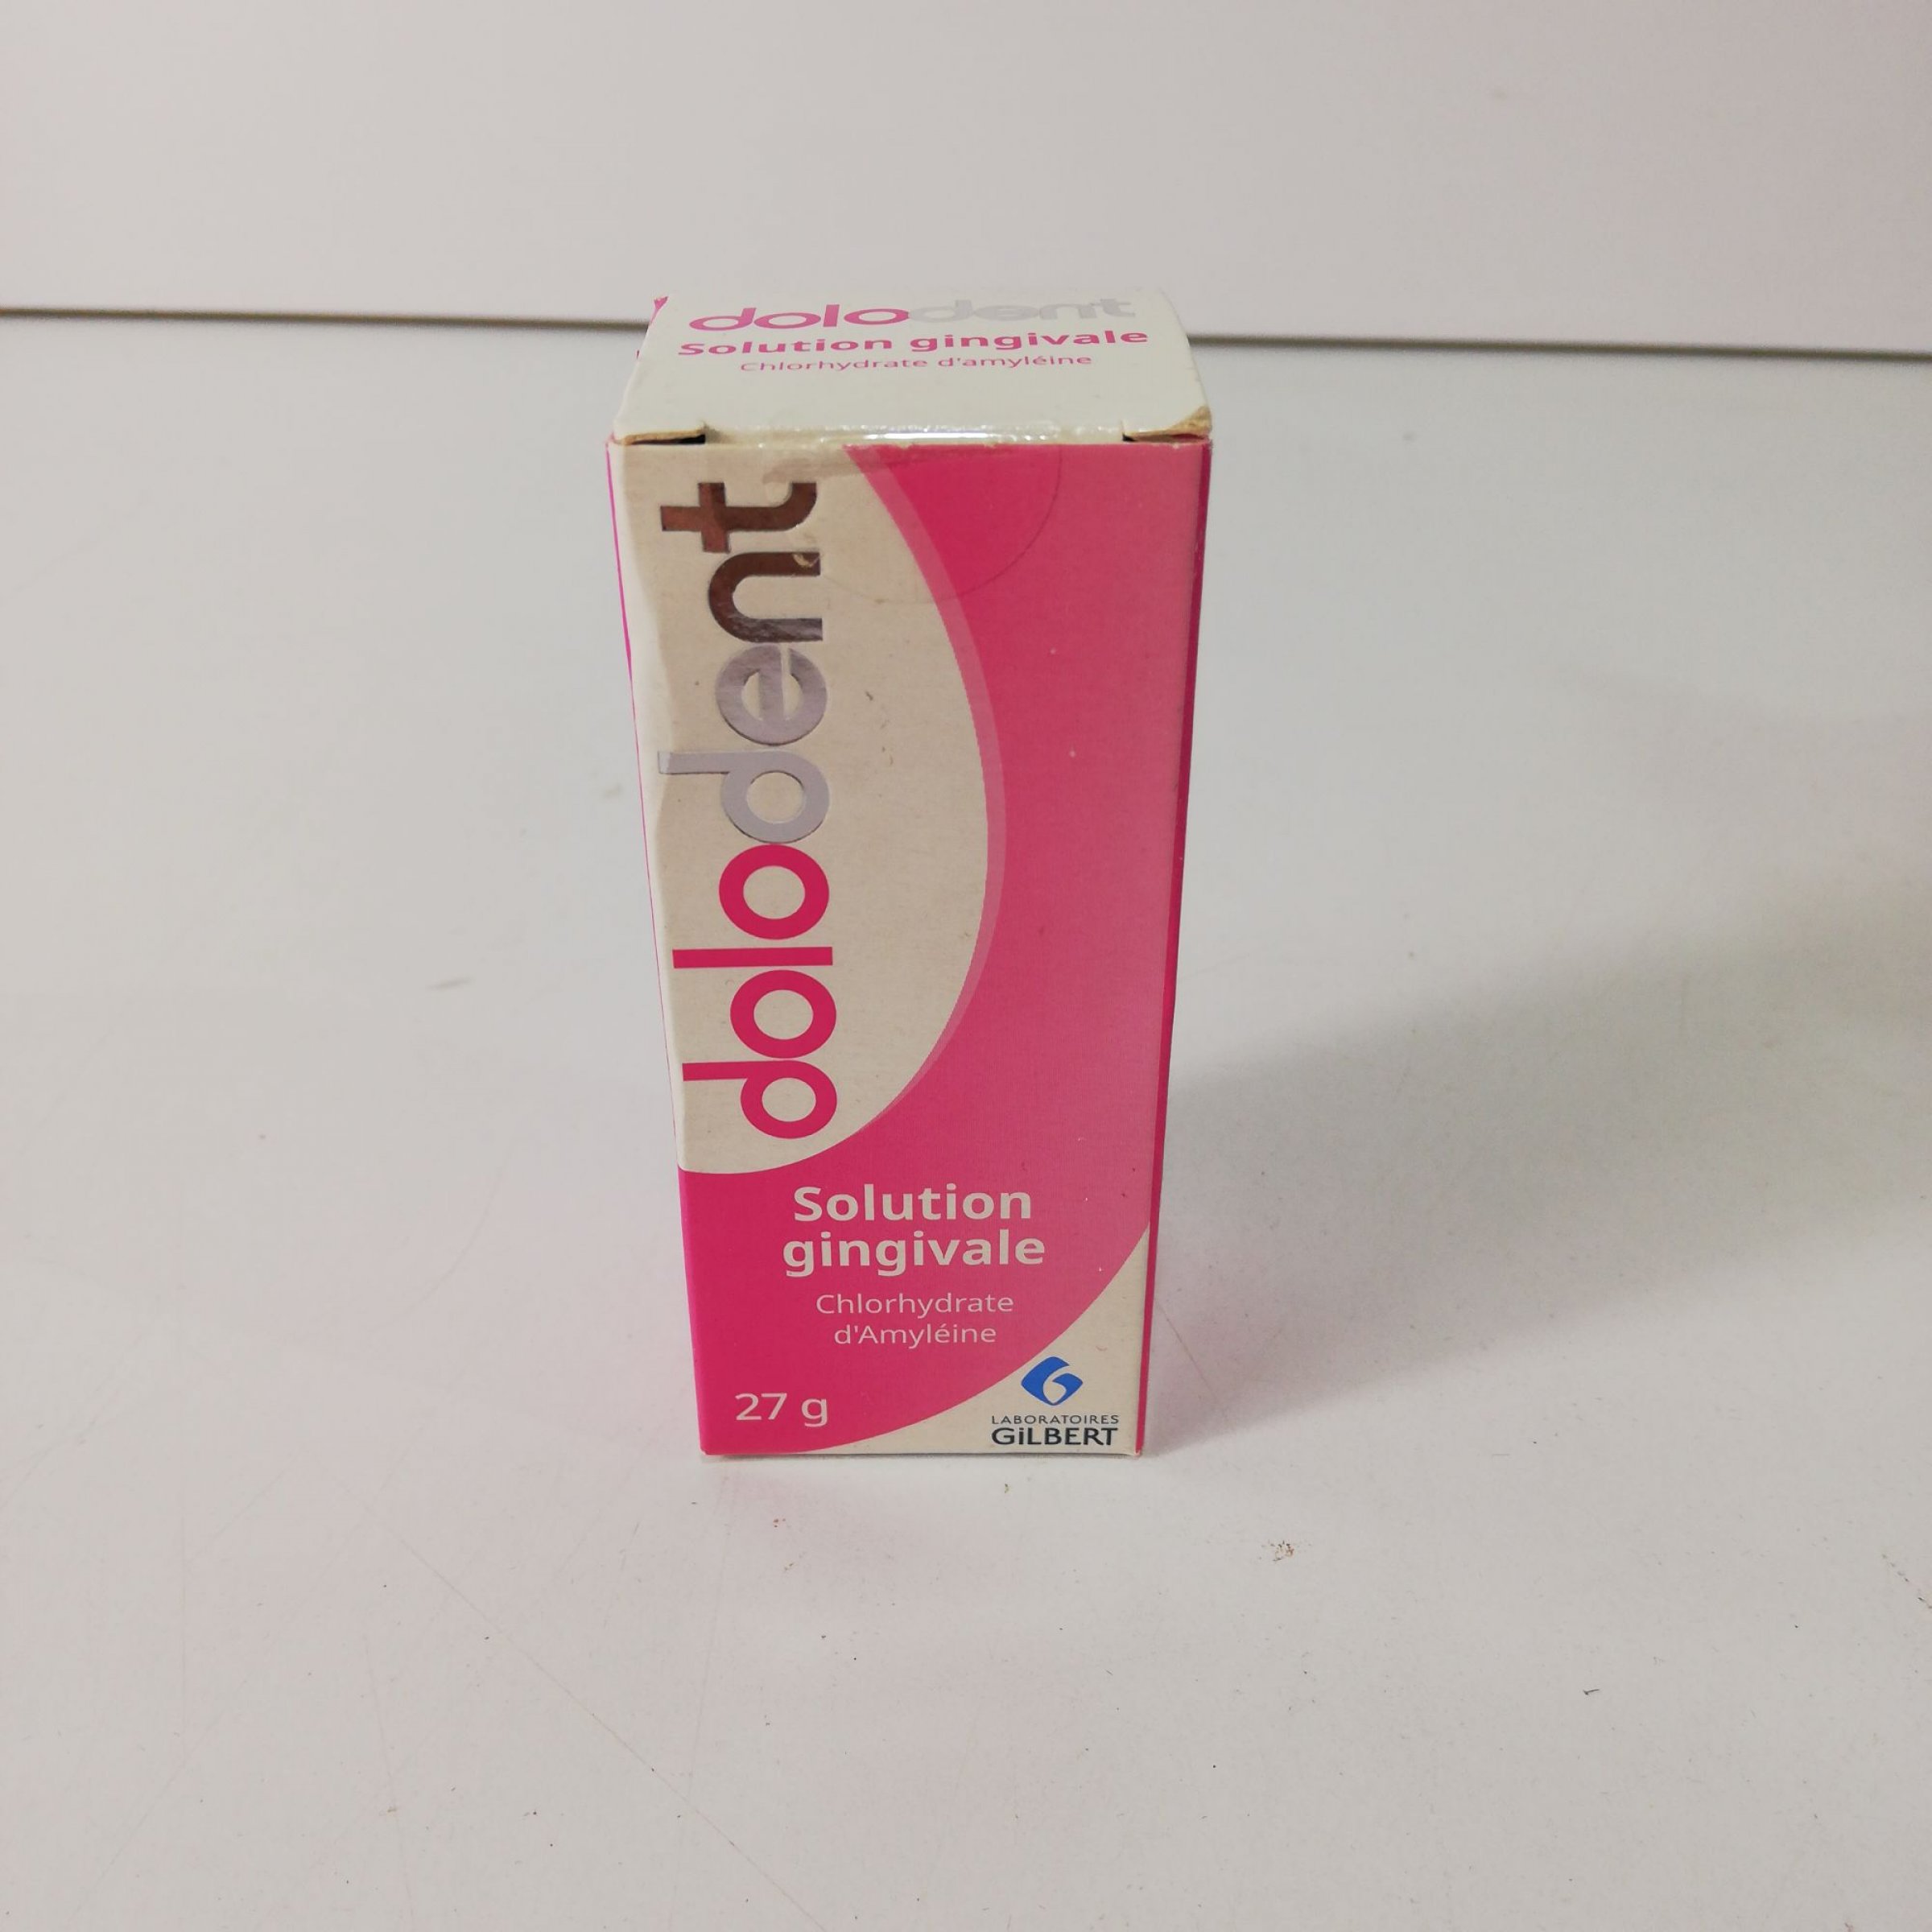 dolodent
Solution gingivale
Chlorhydrate d'amyléine
dolodent
Solution
gingivale
Chlorhydrate
d'Amyléine
27 g
LABORATOIRES
GiLBERT